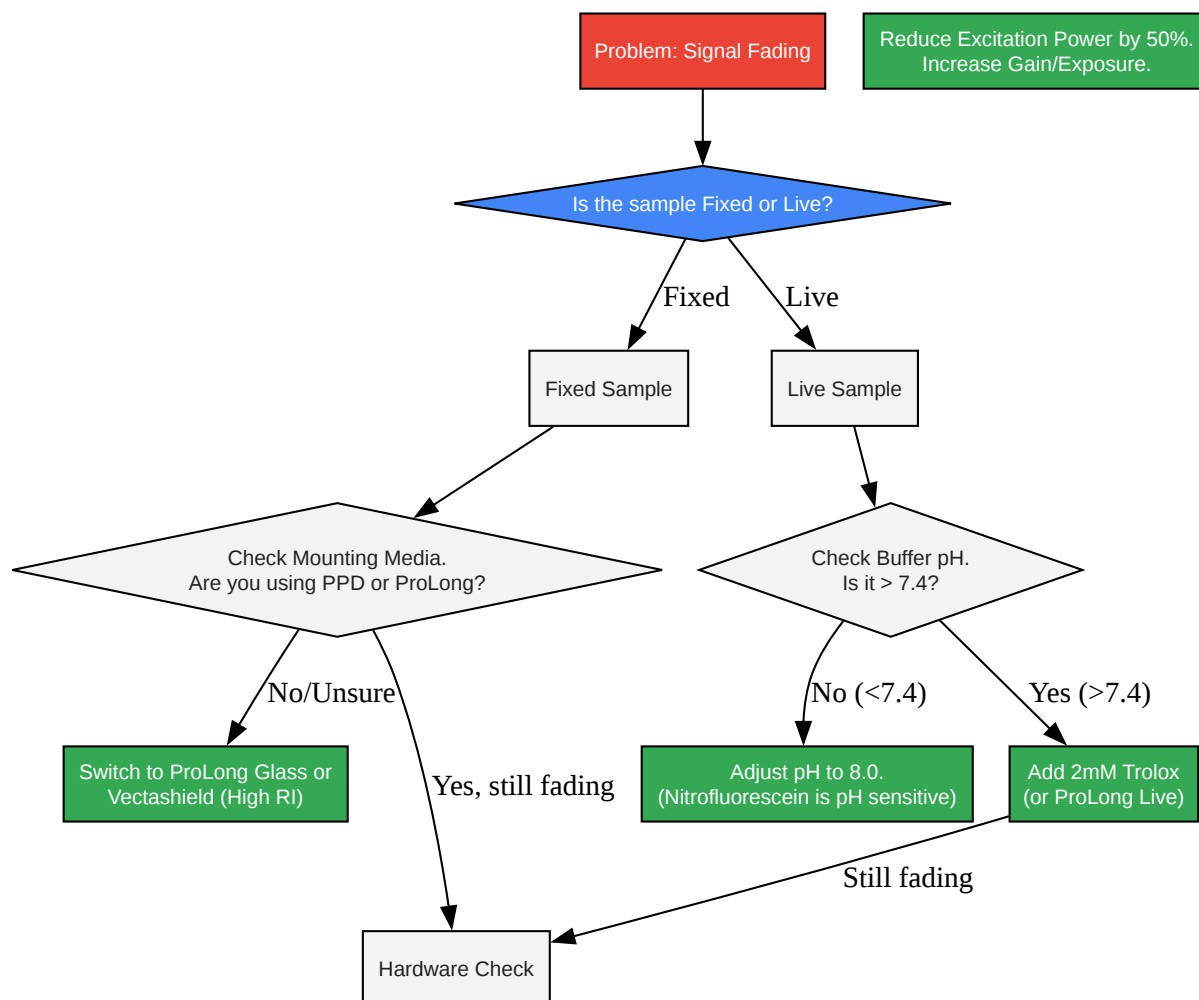 Problem: Signal Fading
Reduce Excitation Power by 50%.
Increase Gain/Exposure.
Is the sample Fixed or Live?
Fixed
Live
Fixed Sample
Live Sample
Check Mounting Media.
Are you using PPD or ProLong?
Check Buffer pH.
Is it > 7.4?
No/Unsure
No (<7.4)
Yes (>7.4)
Switch to ProLong Glass or
Vectashield (High RI)
Yes, still fading
Adjust pH to 8.0.
(Nitrofluorescein is pH sensitive)
Add 2mM Trolox
(or ProLong Live)
Still fading
Hardware Check